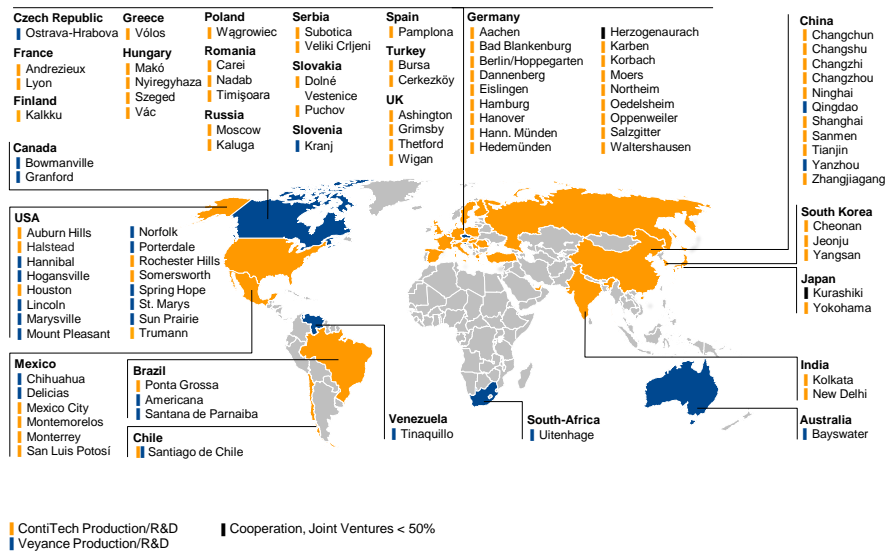 Czech Republic
Ostrava-Hrabova
France
Andrezieux
Lyon
Finland
Kalkku
Greece
Vólos
Hungary
Makó
Nyiregyhaza
Szeged
Vác
Poland
Wągrowiec
Romania
Carei
Nadab
Timişoara
Russia
Moscow
Kaluga
Serbia
Subotica
Veliki Crljeni
Slovakia
Dolné
Vestenice
Puchov
Slovenia
Kranj
Spain
Pamplona
Turkey
Bursa
Cerkezköy
UK
Ashington
Grimsby
Thetford
Wigan
Germany
Aachen
Bad Blankenburg
Berlin/Hoppegarten
Dannenberg
Eislingen
Hamburg
Hanover
Hann. Münden
Hedemünden
Herzogenaurach
Karben
Korbach
Moers
Northeim
Oedelsheim
Oppenweiler
Salzgitter
Waltershausen
China
Changchun
Changshu
Changzhi
Changzhou
Ninghai
Qingdao
Shanghai
Sanmen
Tianjin
Yanzhou
Zhangjiagang
Canada
Bowmanville
Granford
USA
Auburn Hills
Halstead
Hannibal
Hogansville
Houston
Lincoln
Marysville
Mount Pleasant
Norfolk
Porterdale
Rochester Hills
Somersworth
Spring Hope
St. Marys
Sun Prairie
Trumann
South Korea
Cheonan
Jeonju
Yangsan
Japan
Kurashiki
Yokohama
Mexico
Chihuahua
Delicias
Mexico City
Montemorelos
Monterrey
San Luis Potosí
Brazil
Ponta Grossa
Americana
Santana de Parnaiba
Chile
Santiago de Chile
Venezuela
Tinaquillo
South-Africa
Uitenhage
India
Kolkata
New Delhi
Australia
Bayswater
ContiTech Production/R&D
Veyance Production/R&D
Cooperation, Joint Ventures < 50%